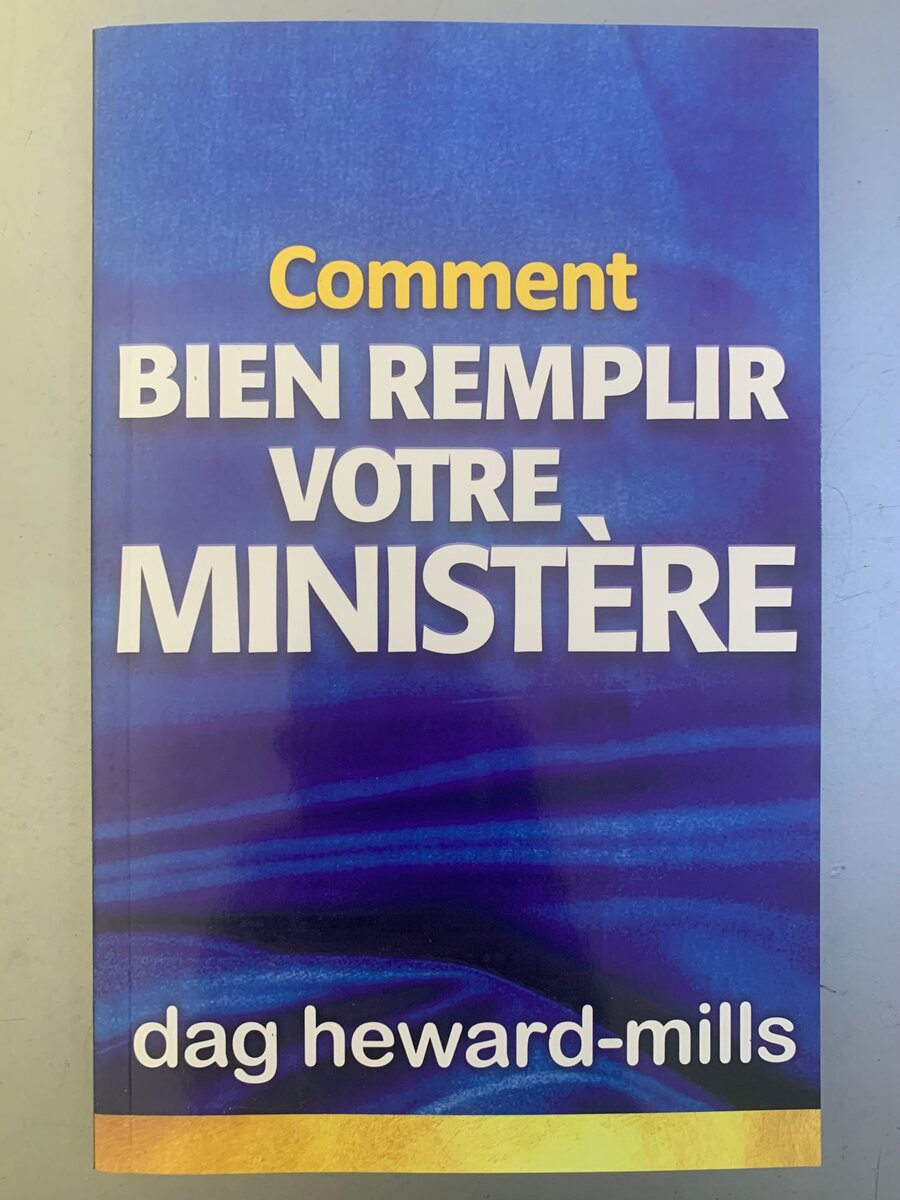 Comment
BIEN REMPLIR
VOTRE
MINISTÈRE
dag heward-mills